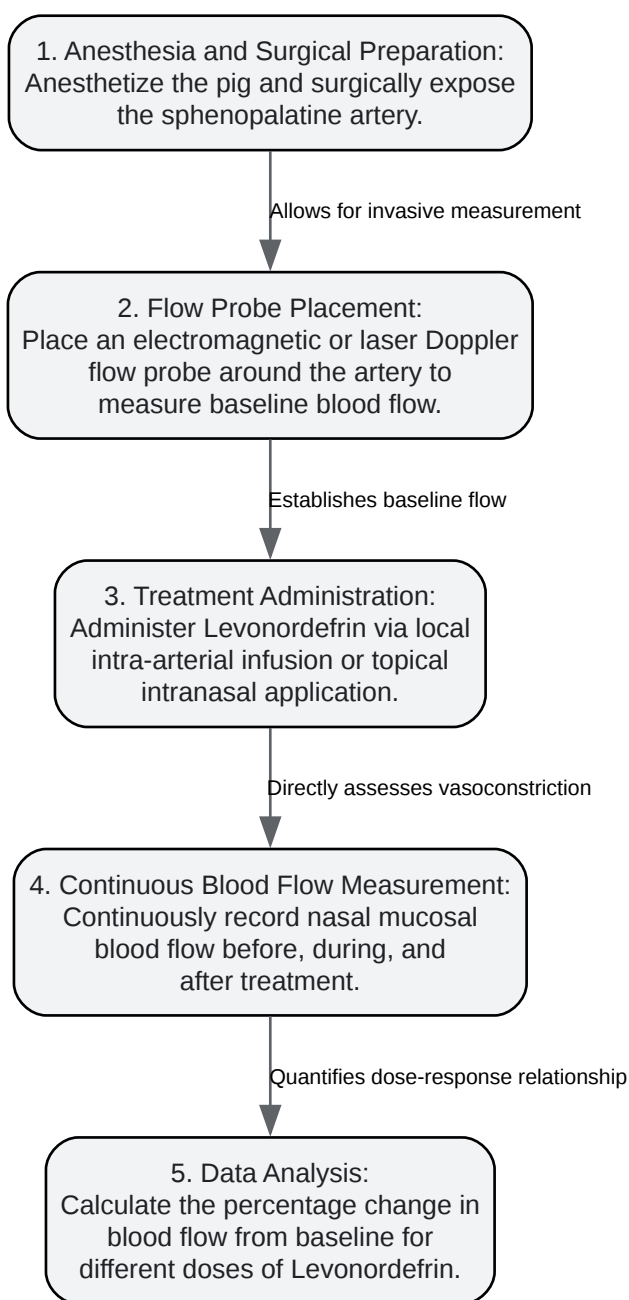 1. Anesthesia and Surgical Preparation:
Anesthetize the pig and surgically expose
the sphenopalatine artery.
Allows for invasive measurement
2. Flow Probe Placement:
Place an electromagnetic or laser Doppler
flow probe around the artery to
measure baseline blood flow.
Establishes baseline flow
3. Treatment Administration:
Administer Levonordefrin via local
intra-arterial infusion or topical
intranasal application.
Directly assesses vasoconstriction
4. Continuous Blood Flow Measurement:
Continuously record nasal mucosal
blood flow before, during, and
after treatment.
Quantifies dose-response relationship
5. Data Analysis:
Calculate the percentage change in
blood flow from baseline for
different doses of Levonordefrin.